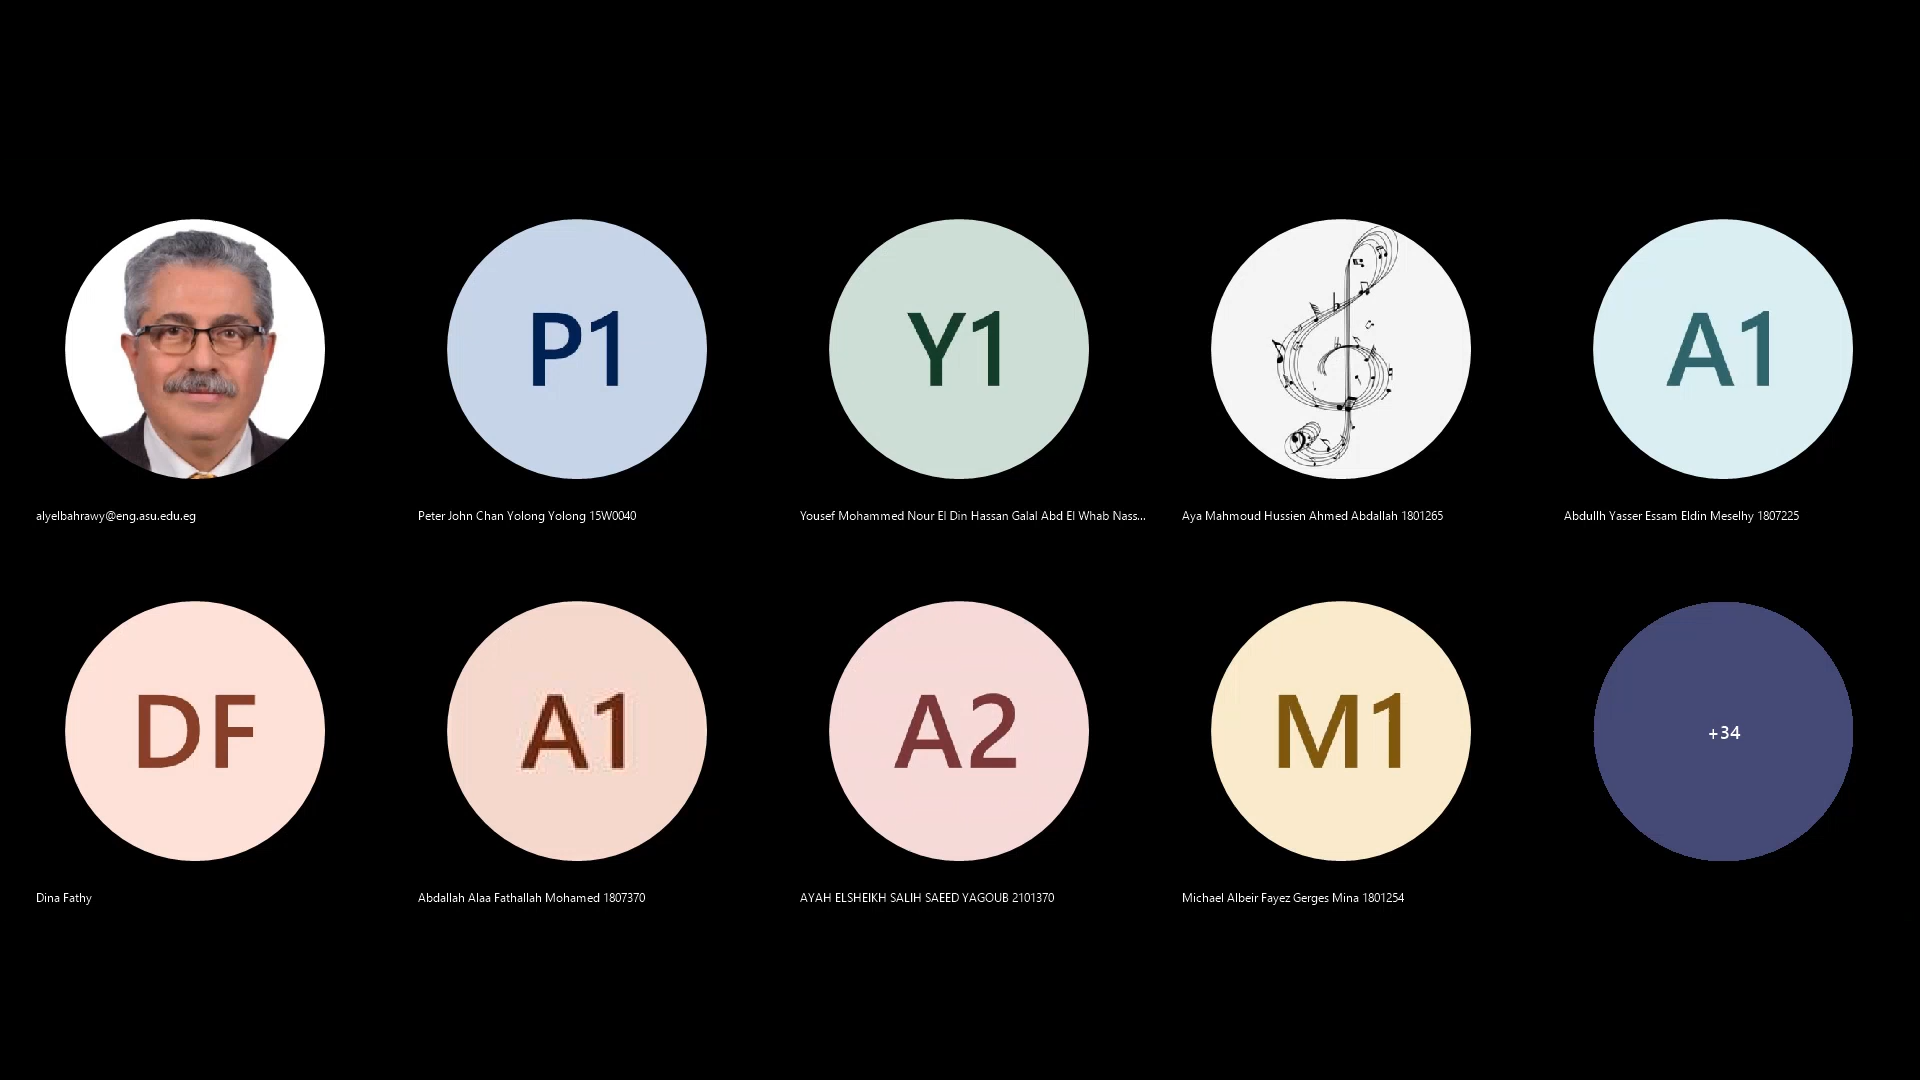 P1
Y1
A1
alyelbahrawy@eng.asu.edu.eg
Peter John Chan Yolong Yolong 15W0040
Yousef Mohammed Nour El Din Hassan Galal Abd El Whab Nass...
Aya Mahmoud Hussien Ahmed Abdallah 1801265
Abdullh Yasser Essam Eldin Meselhy 1807225
DF
A1
A2
M1
+34
Dina Fathy
Abdallah Alaa Fathallah Mohamed 1807370
AYAH ELSHEIKH SALIH SAEED YAGOUB 2101370
Michael Albeir Fayez Gerges Mina 1801254